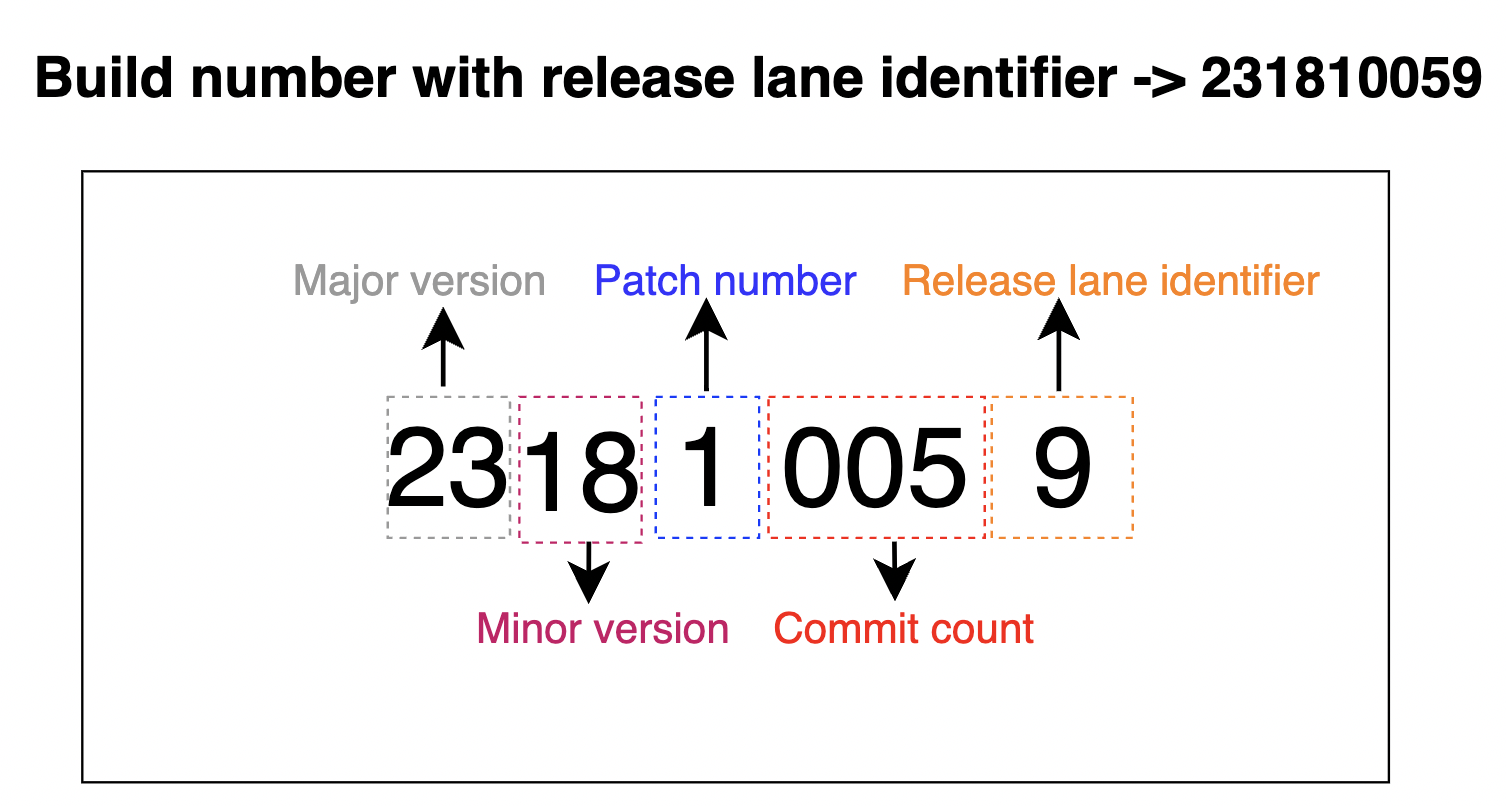 Build number with release lane identifier -> 231810059
Major version Patch number Release lane identifier
23 18 1 005 9
Minor version Commit count